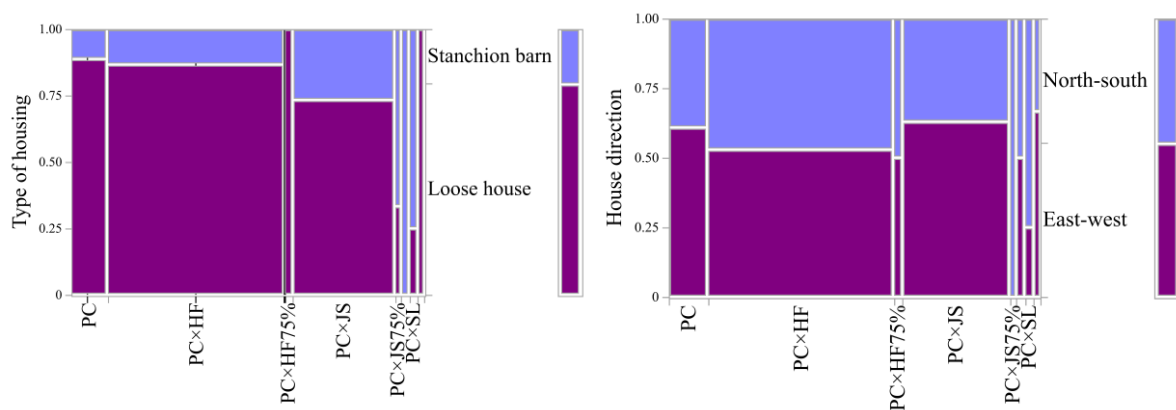 Type of housing
1.00
0.75
0.50
0.25
0
Stanchion barn
Loose house
PC
PC×HF
PC×HF75%
PC×JS
PC×JS75%
PC×SL
House direction
1.00
0.75
0.50
0.25
0
North-south
East-west
PC
PC×HF
PC×HF75%
PC×JS
PC×JS75%
PC×SL